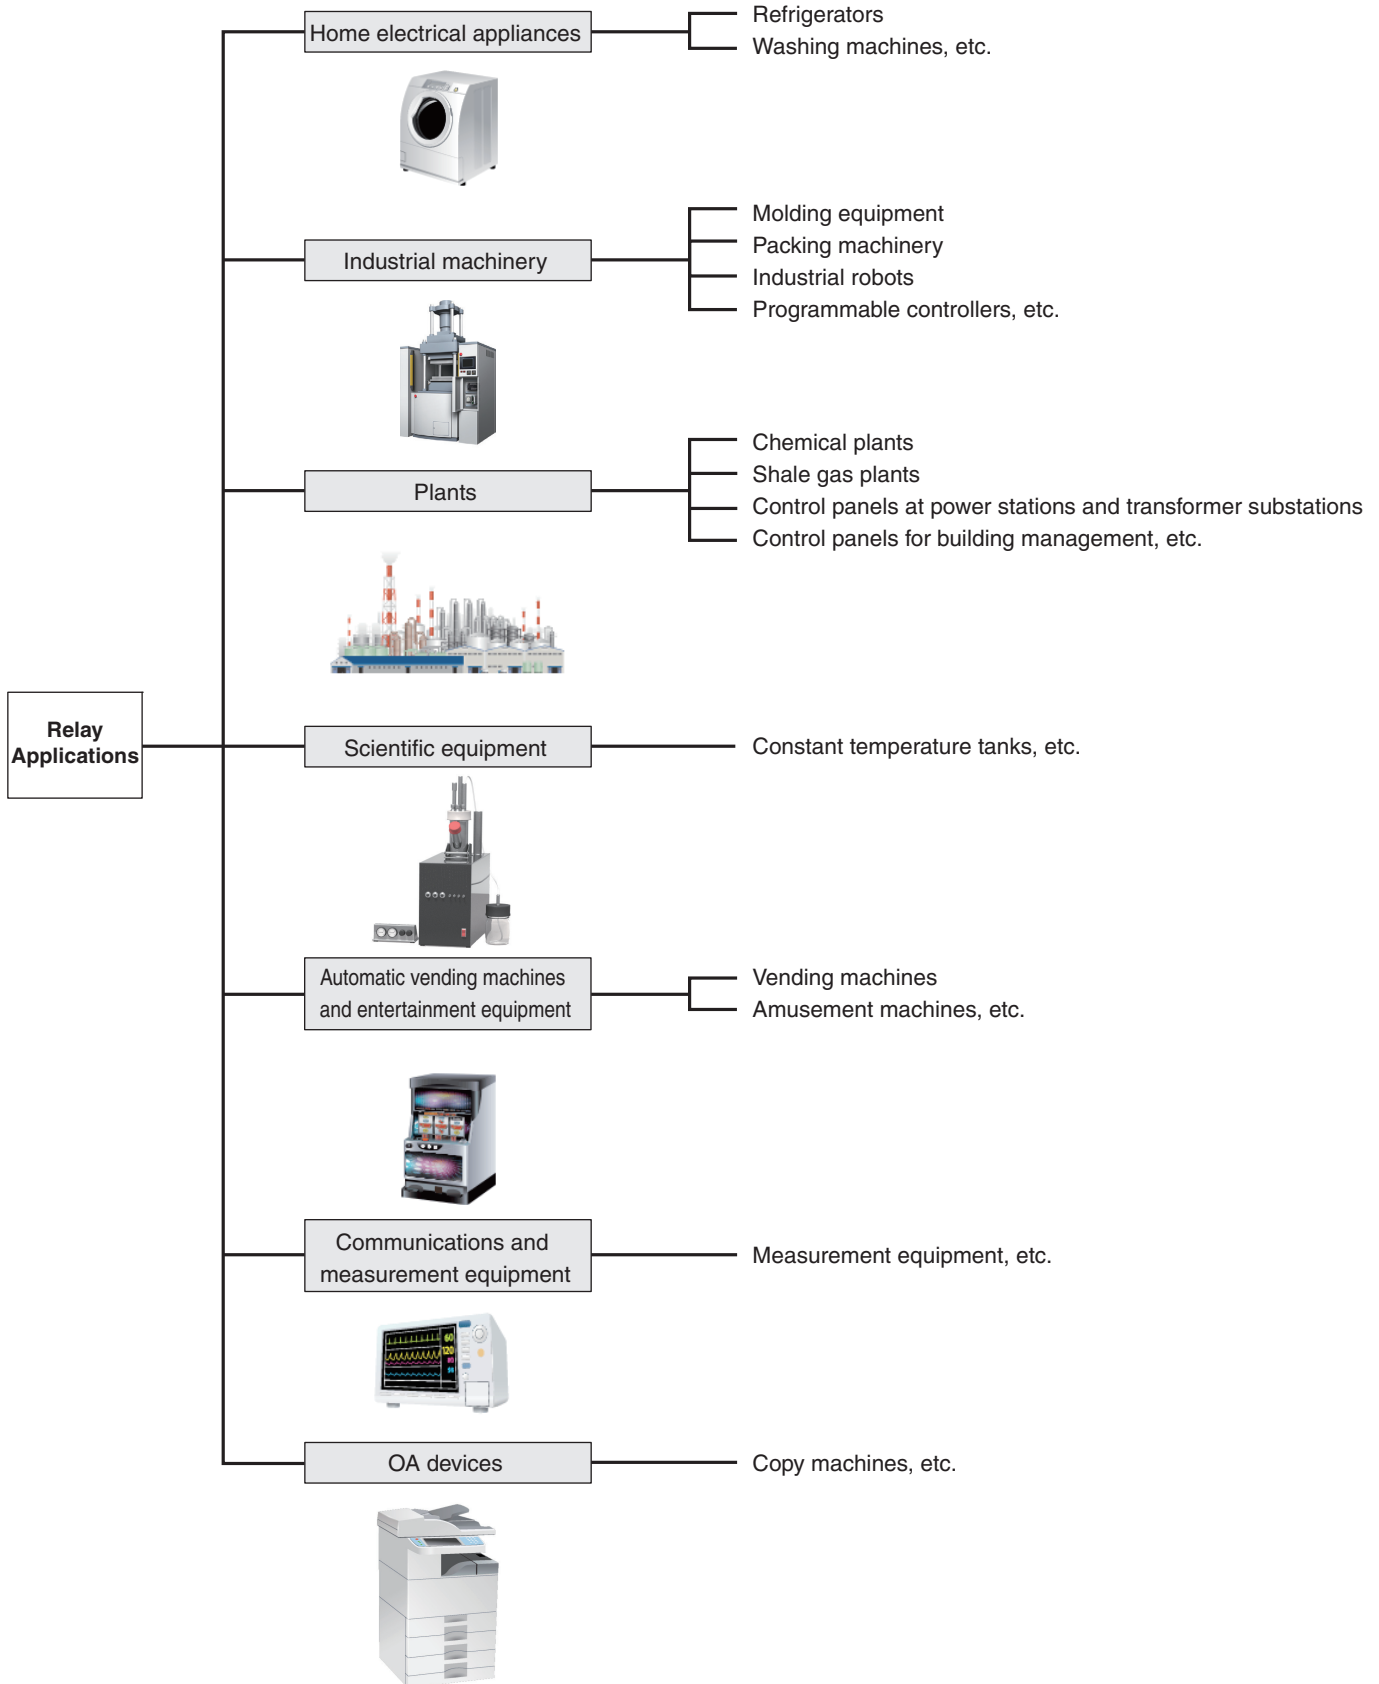 Refrigerators
Home electrical appliances
Washing machines, etc.
Molding equipment
Packing machinery
Industrial machinery
Industrial robots
Programmable controllers, etc.
Chemical plants
Shale gas plants
Plants
Control panels at power stations and transformer substations
Control panels for building management, etc.
Relay
Applications
Scientific equipment
Constant temperature tanks, etc.
Automatic vending machines
and entertainment equipment
Vending machines
Amusement machines, etc.
Communications and
measurement equipment
Measurement equipment, etc.
60
120
OA devices
Copy machines, etc.